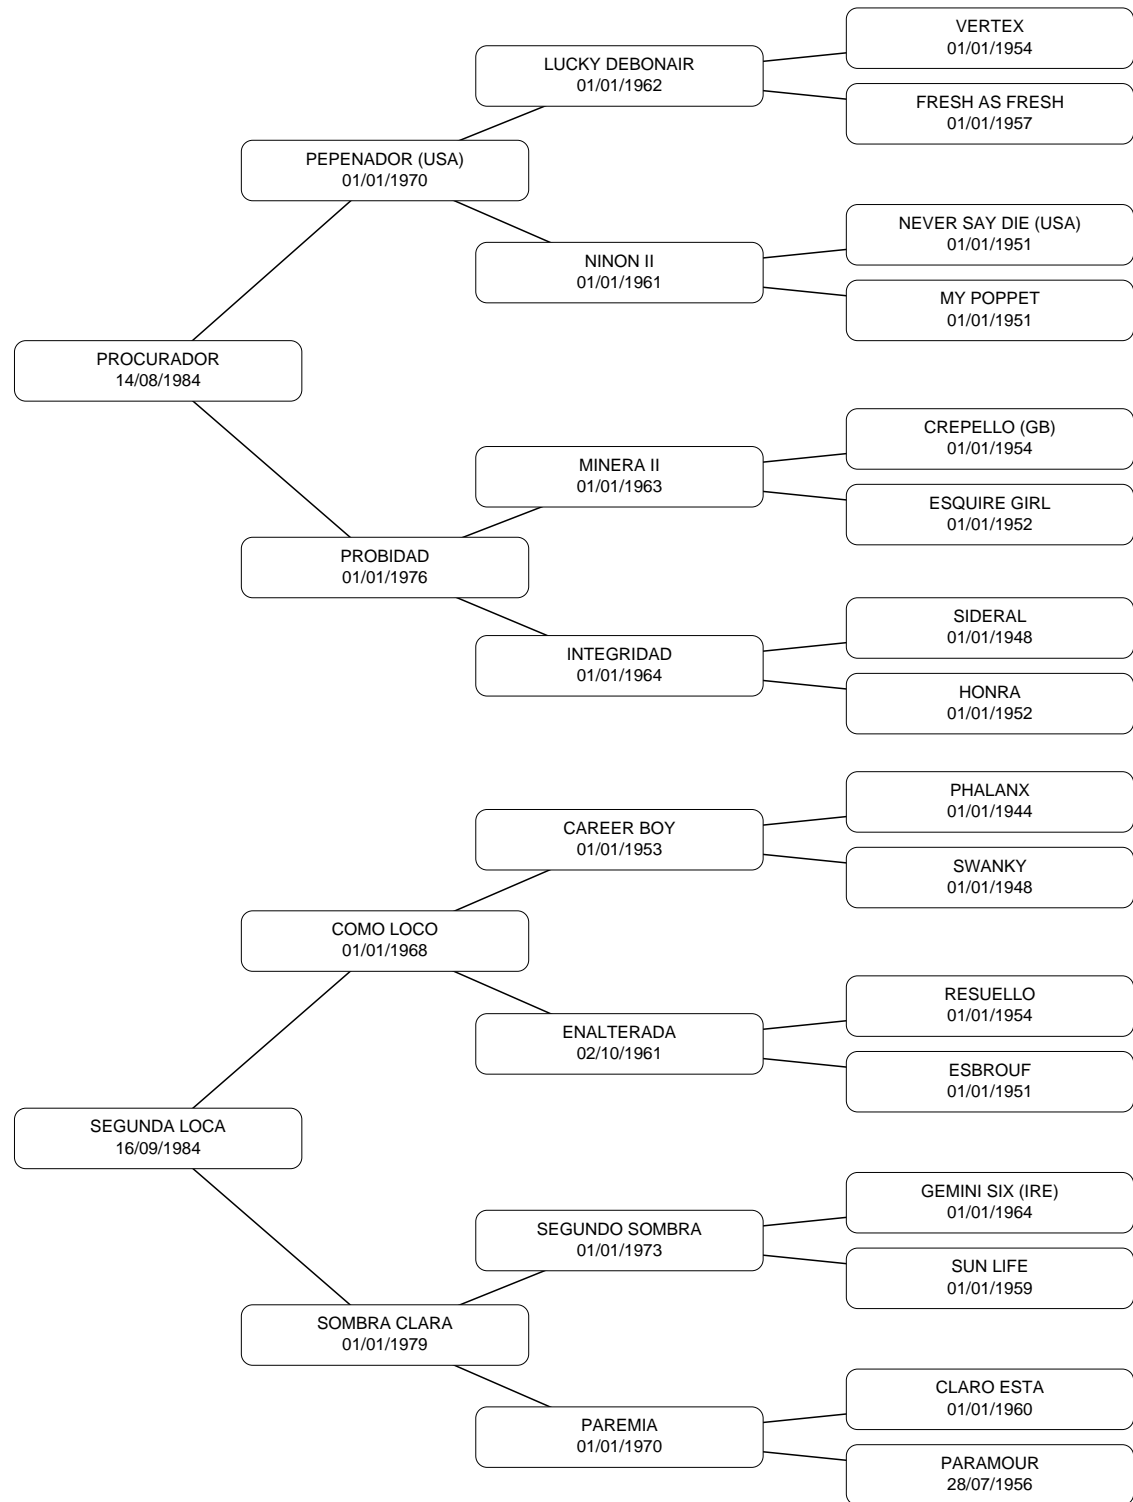 VERTEX
01/01/1954
LUCKY DEBONAIR
01/01/1962
FRESH AS FRESH
01/01/1957
PEPENADOR (USA)
01/01/1970
NEVER SAY DIE (USA)
01/01/1951
NINON II
01/01/1961
MY POPPET
01/01/1951
PROCURADOR
14/08/1984
CREPELLO (GB)
01/01/1954
MINERA II
01/01/1963
ESQUIRE GIRL
01/01/1952
PROBIDAD
01/01/1976
SIDERAL
01/01/1948
INTEGRIDAD
01/01/1964
HONRA
01/01/1952
PHALANX
01/01/1944
CAREER BOY
01/01/1953
SWANKY
01/01/1948
COMO LOCO
01/01/1968
RESUELLO
01/01/1954
ENALTERADA
02/10/1961
ESBROUF
01/01/1951
SEGUNDA LOCA
16/09/1984
GEMINI SIX (IRE)
01/01/1964
SEGUNDO SOMBRA
01/01/1973
SUN LIFE
01/01/1959
SOMBRA CLARA
01/01/1979
CLARO ESTA
01/01/1960
PAREMIA
01/01/1970
PARAMOUR
28/07/1956